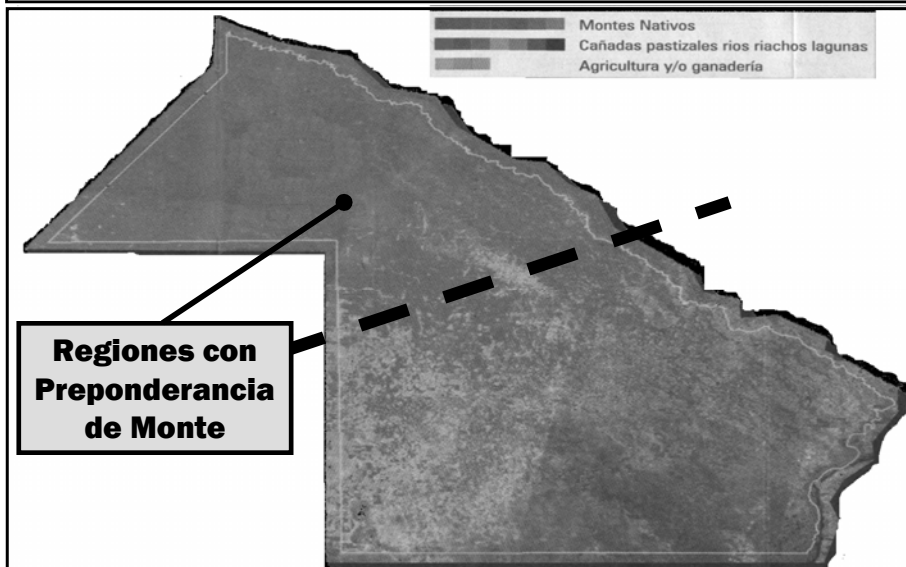 Montes Nativos
Cañadas pastizales rios riachos lagunas
Agricultura y/o ganadería
Regiones con
Preponderancia
de Monte